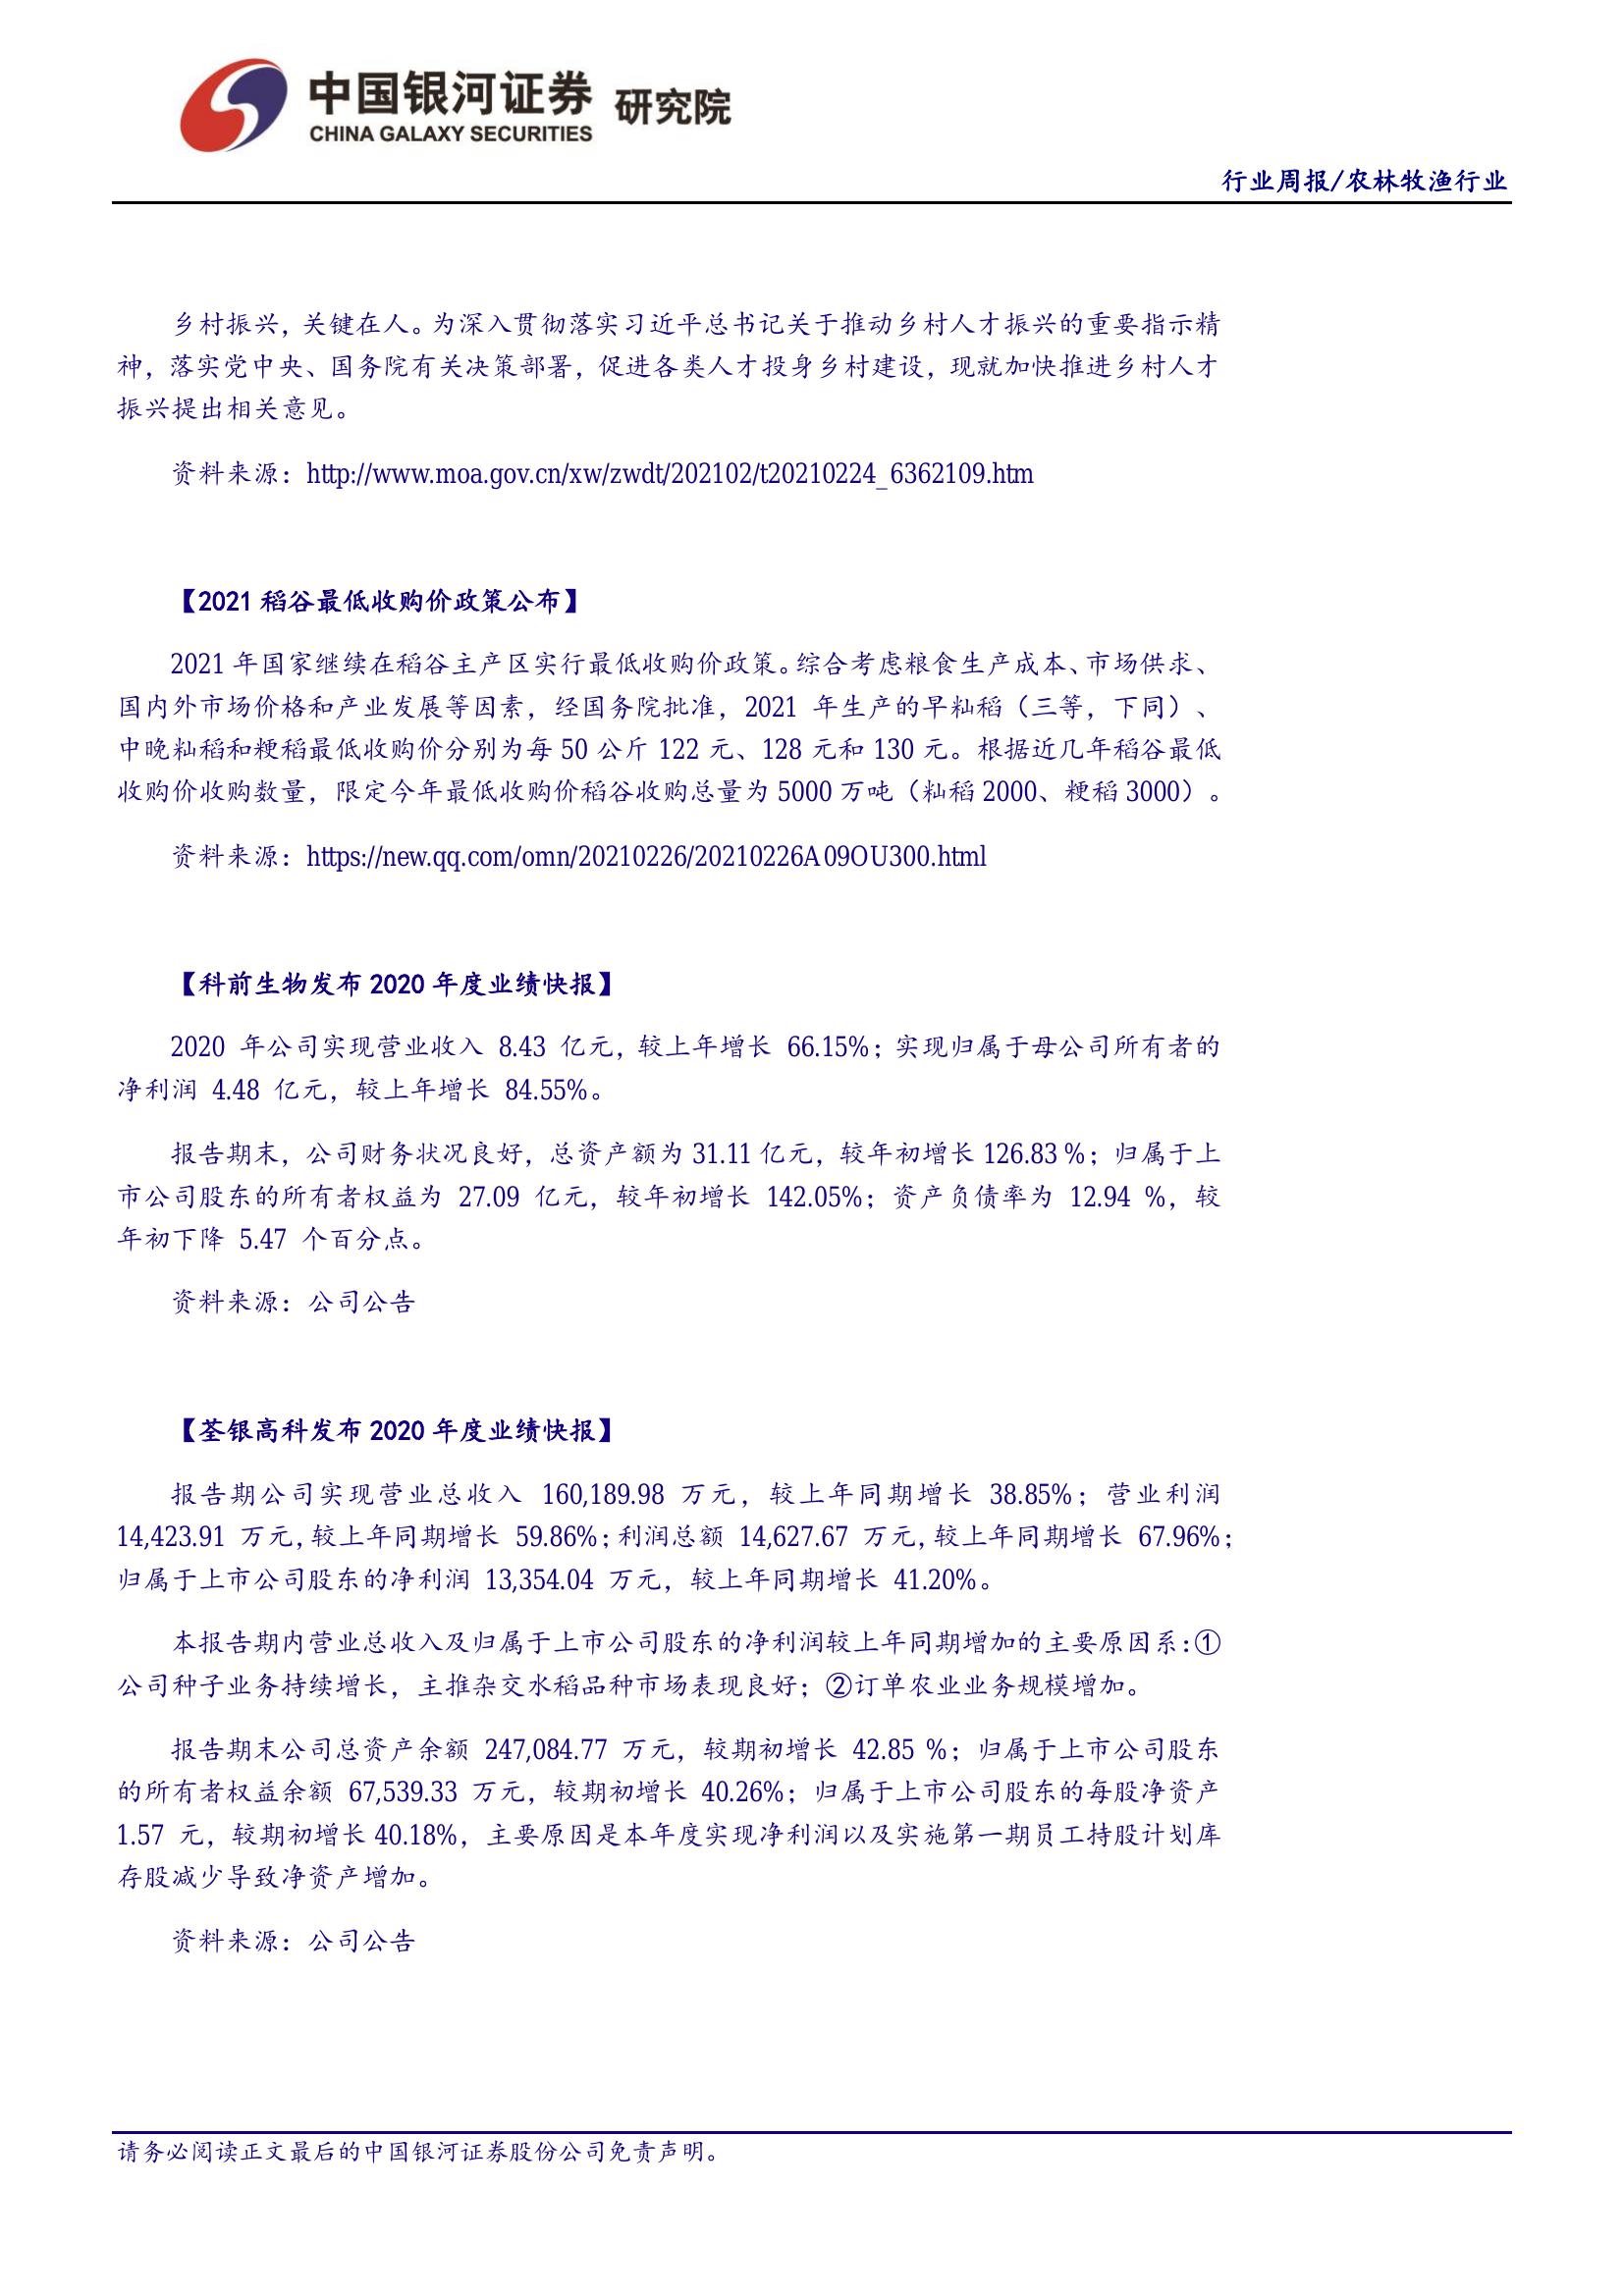 中国银河证券 研究院
CHINA GALAXY SECURITIES
行业周报/农林牧渔行业
乡村振兴，关键在人。为深入贯彻落实习近平总书记关于推动乡村人才振兴的重要指示精
神，落实党中央、国务院有关决策部署，促进各类人才投身乡村建设，现就加快推进乡村人才
振兴提出相关意见。
资料来源：http://www.moa.gov.cn/xw/zwdt/202102/t20210224_6362109.htm
【2021 稻谷最低收购价政策公布】
2021 年国家继续在稻谷主产区实行最低收购价政策。综合考虑粮食生产成本、市场供求、
国内外市场价格和产业发展等因素，经国务院批准，2021 年生产的早籼稻（三等，下同）、
中晚籼稻和粳稻最低收购价分别为每 50 公斤 122 元、128 元和 130 元。根据近几年稻谷最低
收购价收购数量，限定今年最低收购价稻谷收购总量为 5000 万吨（籼稻 2000、粳稻 3000）。
资料来源：https://new.qq.com/omn/20210226/20210226A09OU300.html
【科前生物发布 2020 年度业绩快报】
2020 年公司实现营业收入 8.43 亿元，较上年增长 66.15%；实现归属于母公司所有者的
净利润 4.48 亿元，较上年增长 84.55%。
报告期末，公司财务状况良好，总资产额为 31.11 亿元，较年初增长 126.83 %；归属于上
市公司股东的所有者权益为 27.09 亿元，较年初增长 142.05%；资产负债率为 12.94 %，较
年初下降 5.47 个百分点。
资料来源：公司公告
【荃银高科发布 2020 年度业绩快报】
报告期公司实现营业总收入 160,189.98 万元，较上年同期增长 38.85%；营业利润
14,423.91 万元，较上年同期增长 59.86%；利润总额 14,627.67 万元，较上年同期增长 67.96%；
归属于上市公司股东的净利润 13,354.04 万元，较上年同期增长 41.20%。
本报告期内营业总收入及归属于上市公司股东的净利润较上年同期增加的主要原因系：①
公司种子业务持续增长，主推杂交水稻品种市场表现良好；②订单农业业务规模增加。
报告期末公司总资产余额 247,084.77 万元，较期初增长 42.85 %；归属于上市公司股东
的所有者权益余额 67,539.33 万元，较期初增长 40.26%；归属于上市公司股东的每股净资产
1.57 元，较期初增长 40.18%，主要原因是本年度实现净利润以及实施第一期员工持股计划库
存股减少导致净资产增加。
资料来源：公司公告
请务必阅读正文最后的中国银河证券股份公司免责声明。